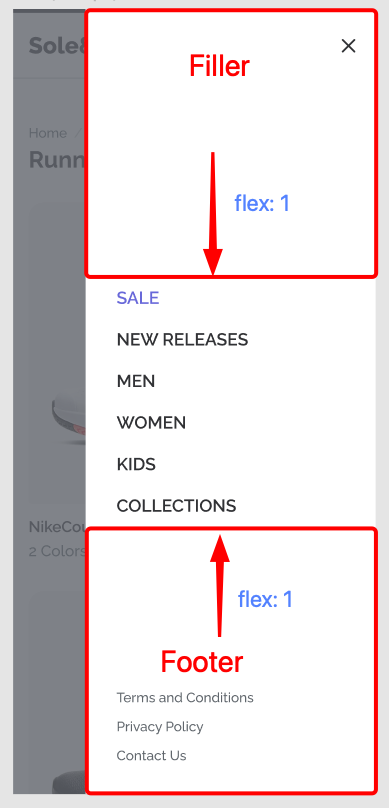 Sole&
Filler
Home /
Runn
flex: 1
SALE
NEW RELEASES
MEN
WOMEN
KIDS
COLLECTIONS
NikeCou
2 Colors
flex: 1
Footer
Terms and Conditions
Privacy Policy
Contact Us